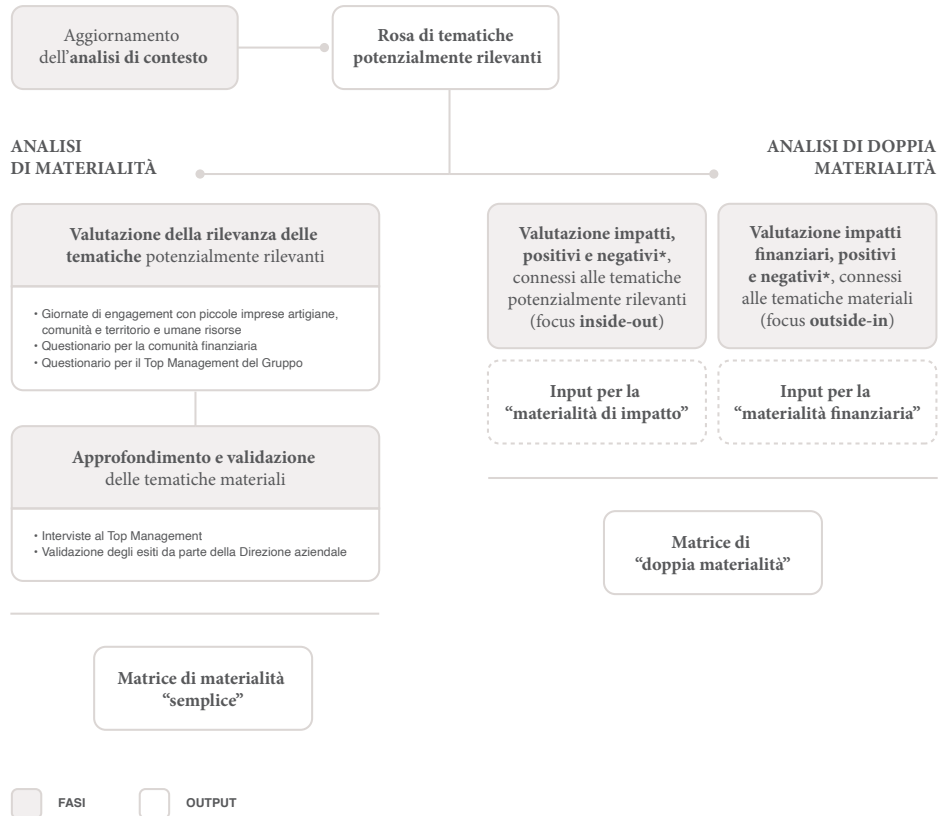 Aggiornamento
dell'analisi di contesto
Rosa di tematiche
potenzialmente rilevanti
ANALISI
DI MATERIALITÀ
Valutazione della rilevanza delle
tematiche potenzialmente rilevanti
• Giornate di engagement con piccole imprese artigiane,
comunità e territorio e umane risorse
• Questionario per la comunità finanziaria
• Questionario per il Top Management del Gruppo
Approfondimento e validazione
delle tematiche materiali
• Interviste al Top Management
• Validazione degli esiti da parte della Direzione aziendale
Matrice di materialità
“semplice”
ANALISI DI DOPPIA
MATERIALITÀ
Valutazione impatti,
positivi e negativi*,
connessi alle tematiche
potenzialmente rilevanti
(focus inside-out)
Input per la
“materialità di impatto”
Valutazione impatti
finanziari, positivi
e negativi*, connessi
alle tematiche materiali
(focus outside-in)
Input per la
“materialità finanziaria”
Matrice di
“doppia materialità”
FASI
OUTPUT